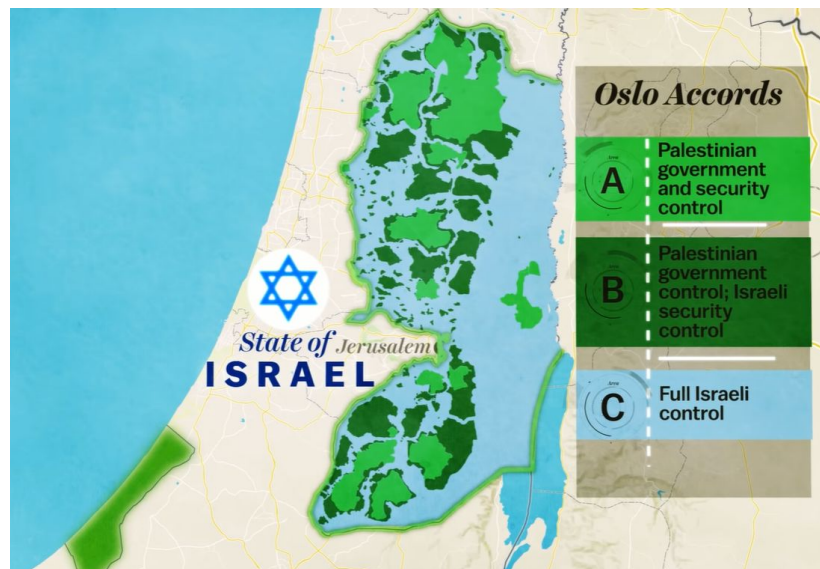 Oslo Accords
A
Palestinian
government
and security
control
B
Palestinian
government
control; Israeli
security
control
C
Full Israeli
control
State of
Jerusalem
ISRAEL